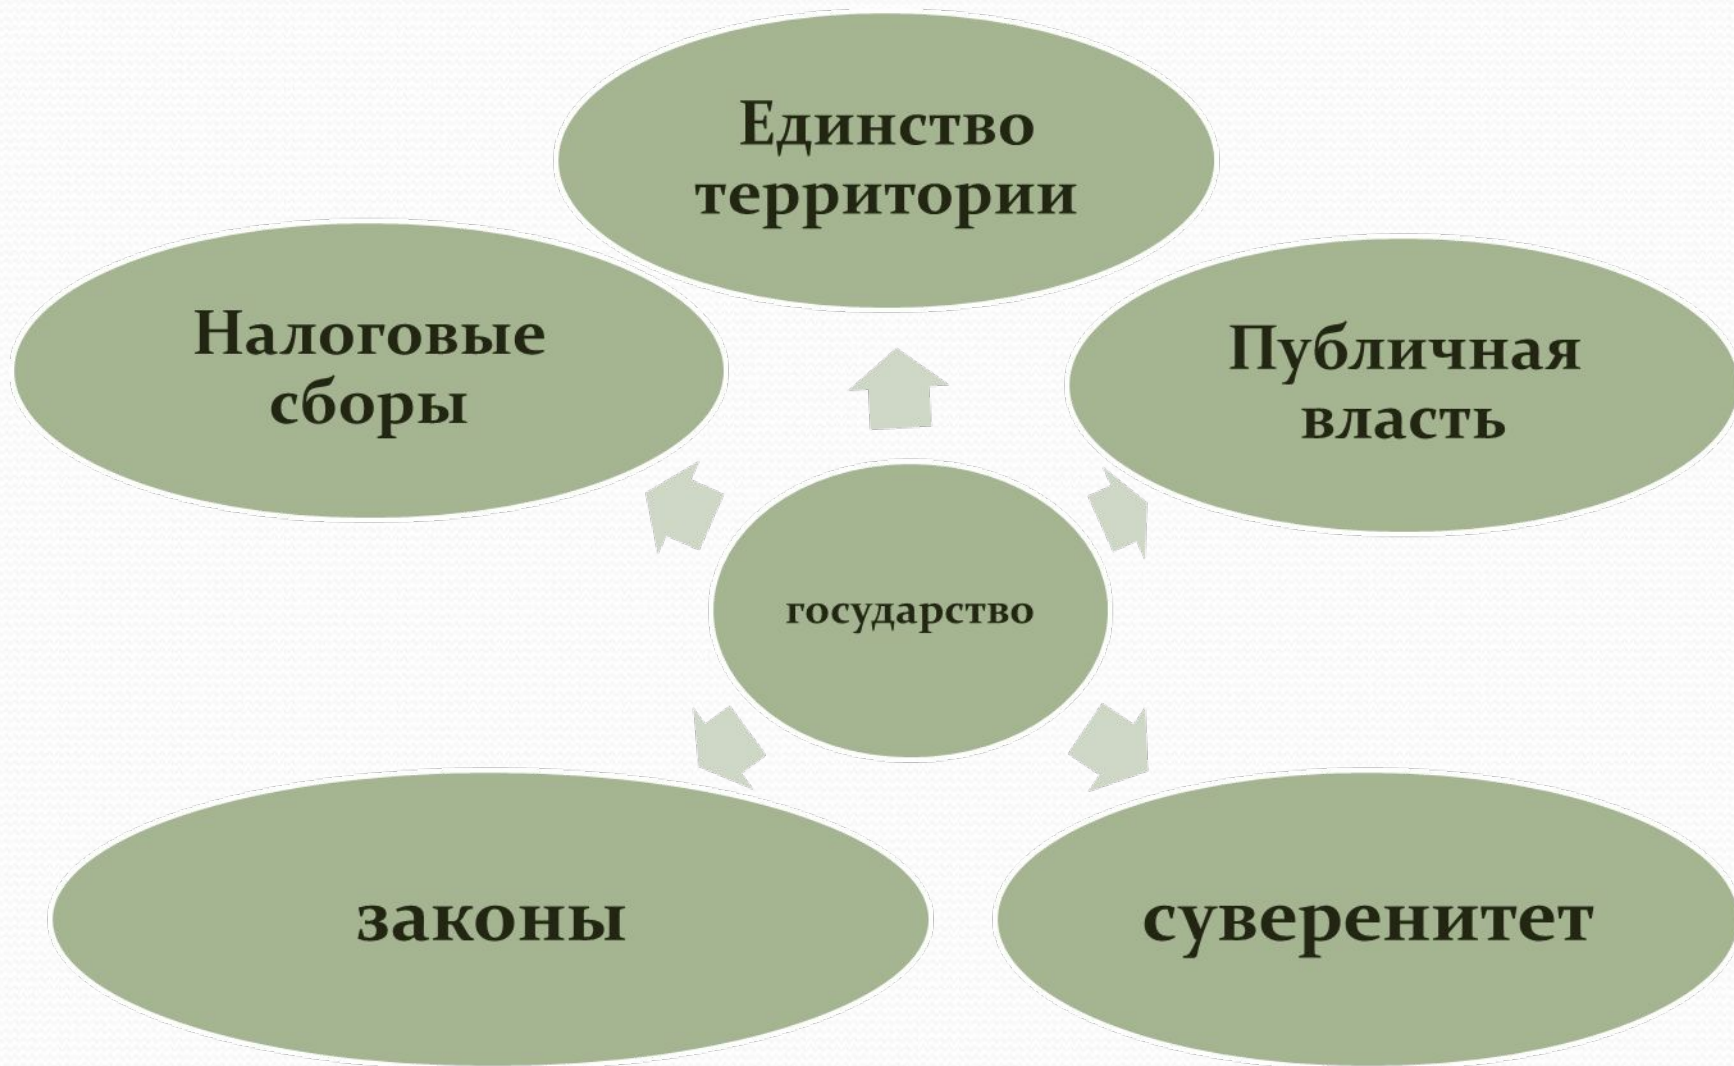 Единство
территории
Налоговые
сборы
Публичная
власть
государство
законы
суверенитет